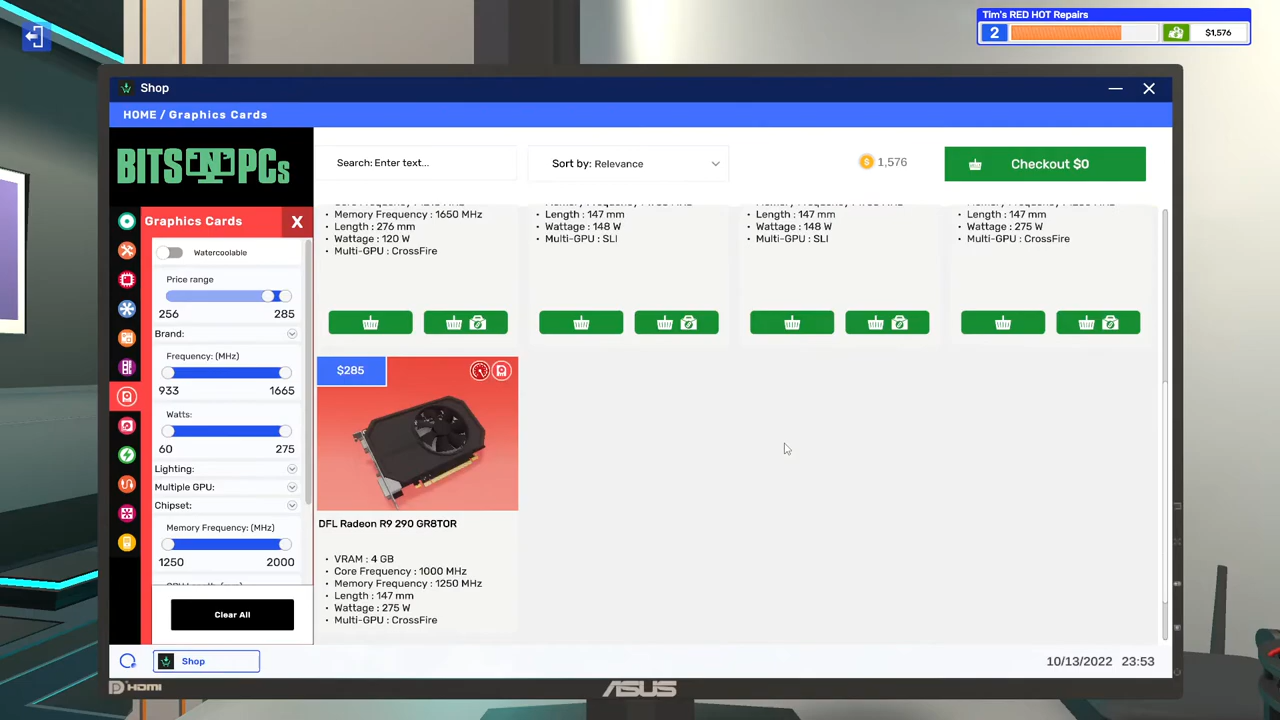 Tim's RED HOT Repairs
2
$1,576
Shop
HOME / Graphics Cards
BITS N PCs
Search: Enter text...
Sort by: Relevance
1,576
Checkout $0
Graphics Cards
X
Watercoolable
Price range
256 285
Brand:
Frequency: (MHz)
933 1665
Watts:
60 275
Lighting:
Multiple GPU:
Chipset:
Memory Frequency: (MHz)
1250 2000
Clear All
• Memory Frequency : 1650 MHz
• Length : 276 mm
• Wattage : 120 W
• Multi-GPU : CrossFire
• Length : 147 mm
• Wattage : 148 W
• Multi-GPU : SLI
• Length : 147 mm
• Wattage : 148 W
• Multi-GPU : SLI
• Length : 147 mm
• Wattage : 275 W
• Multi-GPU : CrossFire
$285
DFL Radeon R9 290 GR8TOR
• VRAM : 4 GB
• Core Frequency : 1000 MHz
• Memory Frequency : 1250 MHz
• Length : 147 mm
• Wattage : 275 W
• Multi-GPU : CrossFire
Shop
10/13/2022 23:53
HDMI
ASUS